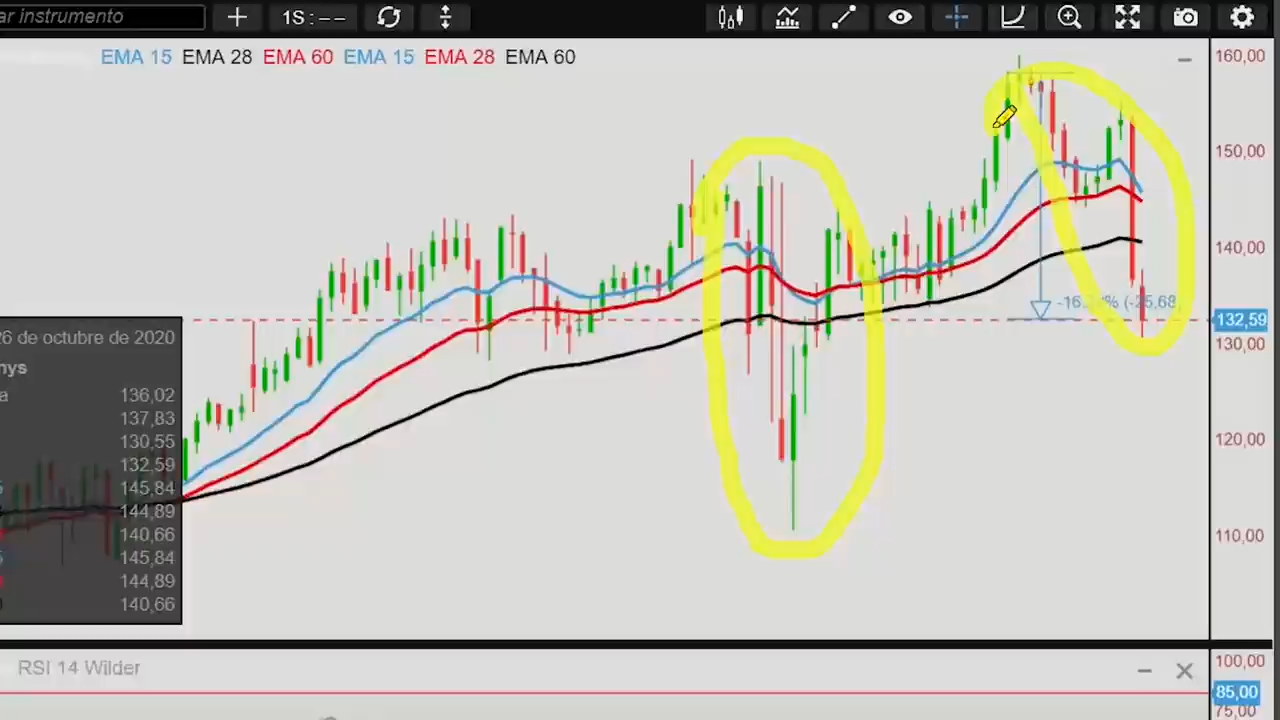 ar instrumento
1S : – –
EMA 15 EMA 28 EMA 60 EMA 15 EMA 28 EMA 60
160,00
150,00
140,00
132,59
130,00
120,00
110,00
26 de octubre de 2020
nys
a 136,02
137,83
130,55
132,59
5 145,84
144,89
140,66
5 145,84
144,89
140,66
RSI 14 Wilder
100,00
85,00
75,00